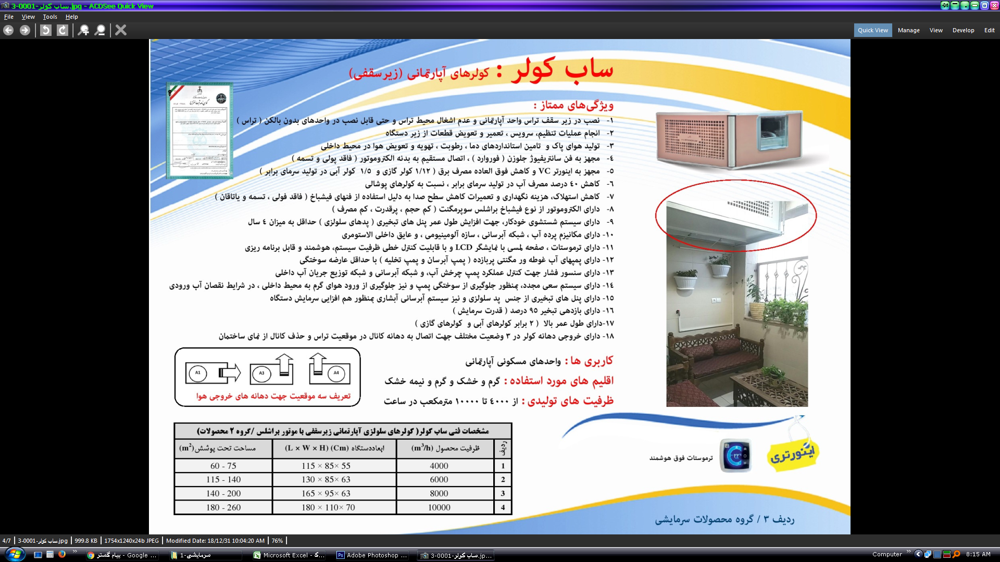 3-0001-ساب کولر.jpg - ACDSee Quick View
File View Tools Help
Quick View Manage View Develop Edit
ساب کولر : کولرهای آپارتمانی (زیرسقفی)
ویژگی‌های ممتاز :
۱- نصب در زیر سقف تراس واحد آپارتمانی و عدم اشغال محیط تراس و حتی قابل نصب در واحدهای بدون بالکن ( تراس )
۲- انجام عملیات تنظیم، سرویس ، تعمیر و تعویض قطعات از زیر دستگاه
۳- تولید هوای پاک و تامین استانداردهای دما ، رطوبت ، تهویه و تعویض هوا در محیط داخلی
٤- مجهز به فن سانتریفیوژ جلوزن ( فوروارد ) ، اتصال مستقیم به بدنه الکتروموتور ( فاقد پولی و تسمه )
٥- مجهز به اینورتر VC و کاهش فوق العاده مصرف برق ( ۱/۱۲ کولر گازی و ۱/٥ کولر آبی در تولید سرمای برابر )
٦- کاهش ٤۰ درصد مصرف آب در تولید سرمای برابر ، نسبت به کولرهای پوشالی
۷- کاهش استهلاک، هزینه نگهداری و تعمیرات کاهش سطح صدا به دلیل استفاده از فنهای فیشباخ ( فاقد فولی ، تسمه و یاتاقان )
۸- دارای الکتروموتور از نوع فیشباخ براشلس سوپرمگنت ( کم حجم ، پرقدرت ، کم مصرف )
۹- دارای سیستم شستشوی خودکار، جهت افزایش طول عمر پنل های تبخیری ( پدهای سلولزی ) حداقل به میزان ٤ سال
۱۰- دارای مکانیزم پرده آب ، شبکه آبرسانی ، سازه آلومینیومی ، و عایق داخلی الاستومری
۱۱- دارای ترموستات ، صفحه لمسی با نمایشگر LCD و با قابلیت کنترل خطی ظرفیت سیستم، هوشمند و قابل برنامه ریزی
۱۲- دارای پمپهای آب غوطه ور مگنتی پربازده ( پمپ آبرسان و پمپ تخلیه ) با حداقل عارضه سوختگی
۱۳- دارای سنسور فشار جهت کنترل عملکرد پمپ چرخش آب، و شبکه آبرسانی و شبکه توزیع جریان آب داخلی
۱٤- دارای سیستم سعی مجدد، بمنظور جلوگیری از سوختگی پمپ و نیز جلوگیری از ورود هوای گرم به محیط داخلی ، در شرایط نقصان آب ورودی
۱٥- دارای پنل های تبخیری از جنس پد سلولزی و نیز سیستم آبرسانی آبشاری بمنظور هم افزایی سرمایش دستگاه
۱٦- دارای بازدهی تبخیر ۹٥ درصد ( قدرت سرمایش )
۱۷-دارای طول عمر بالا ( ۲ برابر کولرهای آبی و کولرهای گازی )
۱۸- دارای خروجی دهانه کولر در ۳ وضعیت مختلف جهت اتصال به دهانه کانال در موقعیت تراس و حذف کانال از نمای ساختمان
کاربری ها : واحدهای مسکونی آپارتمانی
اقلیم های مورد استفاده : گرم و خشک و گرم و نیمه خشک
ظرفیت های تولیدی : از ٤۰۰۰ تا ۱۰۰۰۰ مترمکعب در ساعت
A1 A3 A4
تعریف سه موقعیت جهت دهانه های خروجی هوا
مشخصات فنی ساب کولر( کولرهای سلولزی آپارتمانی زیرسقفی با موتور براشلس /گروه ۲ محصولات)
ردیف ظرفیت محصول (m³/h) ابعاددستگاه (L × W × H) (Cm) مساحت تحت پوشش(m²)
1 4000 115 × 85× 55 60 - 75
2 6000 130 × 85× 63 115 - 140
3 8000 165 × 95× 63 140 - 200
4 10000 180 × 110× 70 180 - 260
اینورتری
۲۲°
ترموستات فوق هوشمند
ردیف ۳ / گروه محصولات سرمایشی
4/7 3-0001-ساب کولر.jpg 999.8 KB 1754x1240x24b JPEG Modified Date: 18/12/31 10:04:20 AM 76%
پیام گستر - Google ... 1-سرمایشی Microsoft Excel - ک... Adobe Photoshop ... 3-0001-ساب کولر.jp... Computer 8:15 AM